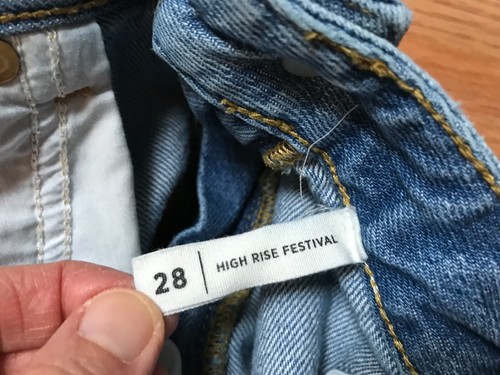 28 | HIGH RISE FESTIVAL